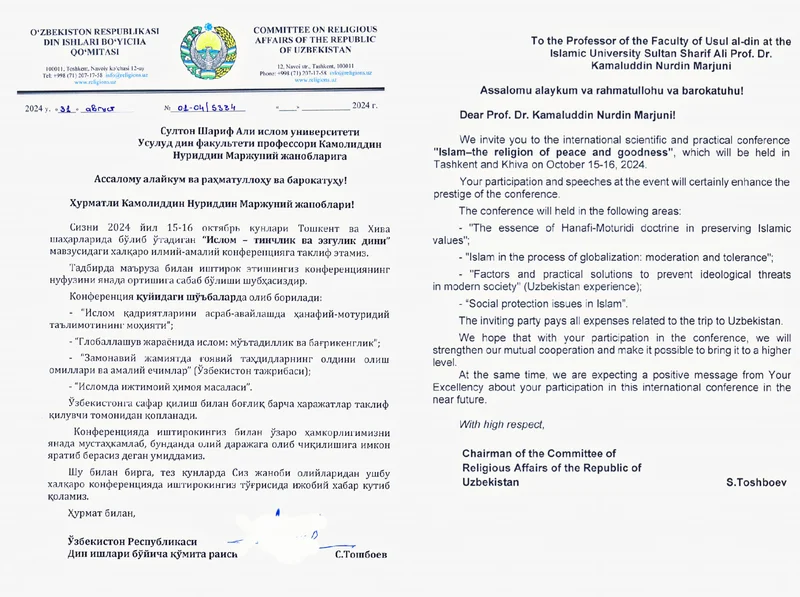 O'ZBEKISTON RESPUBLIKASI
DIN ISHLARI BO'YICHA
QO'MITASI
100011, Toshkent, Navoiy ko'chasi 12-uy
Tel: +998 (71) 207-17-58 info@religions.uz
www.religions.uz
COMMITTEE ON RELIGIOUS
AFFAIRS OF THE REPUBLIC
OF UZBEKISTAN
12, Navoi str., Tashkent, 100011
Phone: +998 (71) 207-17-58 info@religions.uz
www.religions.uz
2024 y. «31» август № 02-04/5324 «___» ____________ 2024 г.
Султон Шариф Али ислом университети
Усулуд дин факультети профессори Камолиддин
Нуриддин Маржуний жанобларига
Ассалому алайкум ва раҳматуллоҳу ва баракатуҳу!
Ҳурматли Камолиддин Нуриддин Маржуний жаноблари!
Сизни 2024 йил 15-16 октябрь кунлари Тошкент ва Хива
шаҳарларида бўлиб ўтадиган "Ислом – тинчлик ва эзгулик дини"
мавзусидаги халқаро илмий-амалий конференцияга таклиф этамиз.
Тадбирда маъруза билан иштирок этишингиз конференциянинг
нуфузини янада ортишига сабаб бўлиши шубҳасиздир.
Конференция қуйидаги шўъбаларда олиб борилади:
- "Ислом қадриятларини асраб-авайлашда ҳанафий-мотуридий
таълимотининг моҳияти";
- "Глобаллашув жараёнида ислом: мўътадиллик ва бағрикенглик";
- "Замонавий жамиятда ғоявий таҳдидларнинг олдини олиш
омиллари ва амалий ечимлар" (Ўзбекистон тажрибаси);
- "Исломда ижтимоий ҳимоя масаласи".
Ўзбекистонга сафар қилиш билан боғлиқ барча харажатлар таклиф
қилувчи томонидан қопланади.
Конференцияда иштирокингиз билан ўзаро ҳамкорлигимизни
янада мустаҳкамлаб, бунданда олий даражага олиб чиқилишига имкон
яратиб берасиз деган умиддамиз.
Шу билан бирга, тез кунларда Сиз жаноби олийларидан ушбу
халқаро конференцияда иштирокингиз тўғрисида ижобий хабар кутиб
қоламиз.
Ҳурмат билан,
Ўзбекистон Республикаси
Дин ишлари бўйича қўмита раиси С.Тошбоев
To the Professor of the Faculty of Usul al-din at the
Islamic University Sultan Sharif Ali Prof. Dr.
Kamaluddin Nurdin Marjuni
Assalomu alaykum va rahmatullohu va barokatuhu!
Dear Prof. Dr. Kamaluddin Nurdin Marjuni!
We invite you to the international scientific and practical conference
"Islam–the religion of peace and goodness", which will be held in
Tashkent and Khiva on October 15-16, 2024.
Your participation and speeches at the event will certainly enhance the
prestige of the conference.
The conference will held in the following areas:
- "The essence of Hanafi-Moturidi doctrine in preserving Islamic
values";
- "Islam in the process of globalization: moderation and tolerance";
- "Factors and practical solutions to prevent ideological threats
in modern society" (Uzbekistan experience);
- "Social protection issues in Islam".
The inviting party pays all expenses related to the trip to Uzbekistan.
We hope that with your participation in the conference, we will
strengthen our mutual cooperation and make it possible to bring it to a higher
level.
At the same time, we are expecting a positive message from Your
Excellency about your participation in this international conference in the
near future.
With high respect,
Chairman of the Committee of
Religious Affairs of the Republic of
Uzbekistan S.Toshboev